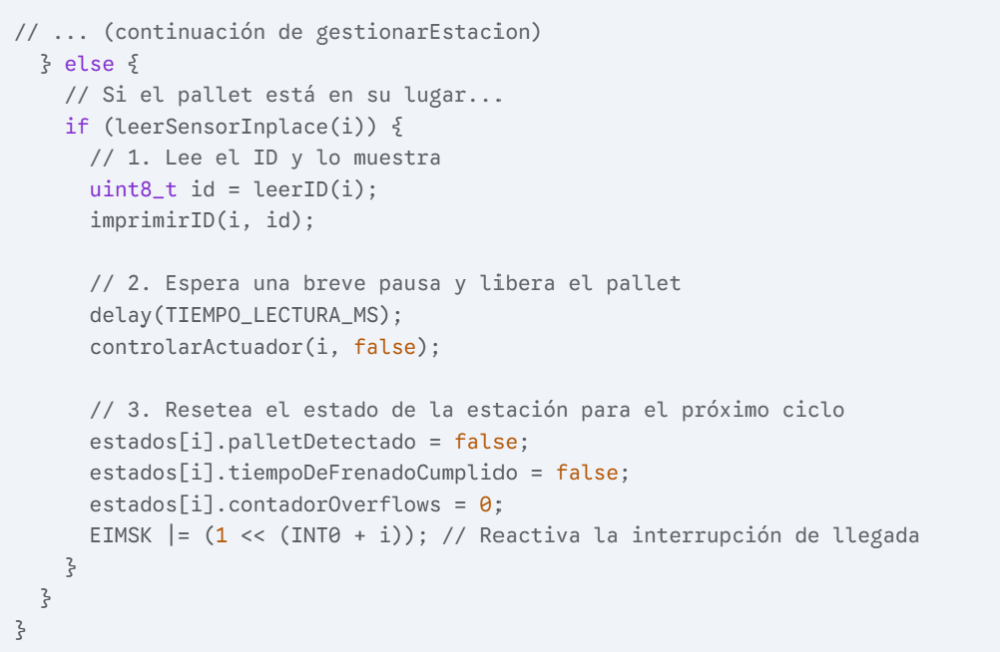 // ... (continuación de gestionarEstacion)
  } else {
    // Si el pallet está en su lugar...
    if (leerSensorInplace(i)) {
      // 1. Lee el ID y lo muestra
      uint8_t id = leerID(i);
      imprimirID(i, id);

      // 2. Espera una breve pausa y libera el pallet
      delay(TIEMPO_LECTURA_MS);
      controlarActuador(i, false);

      // 3. Resetea el estado de la estación para el próximo ciclo
      estados[i].palletDetectado = false;
      estados[i].tiempoDeFrenadoCumplido = false;
      estados[i].contadorOverflows = 0;
      EIMSK |= (1 << (INT0 + i)); // Reactiva la interrupción de llegada
    }
  }
}